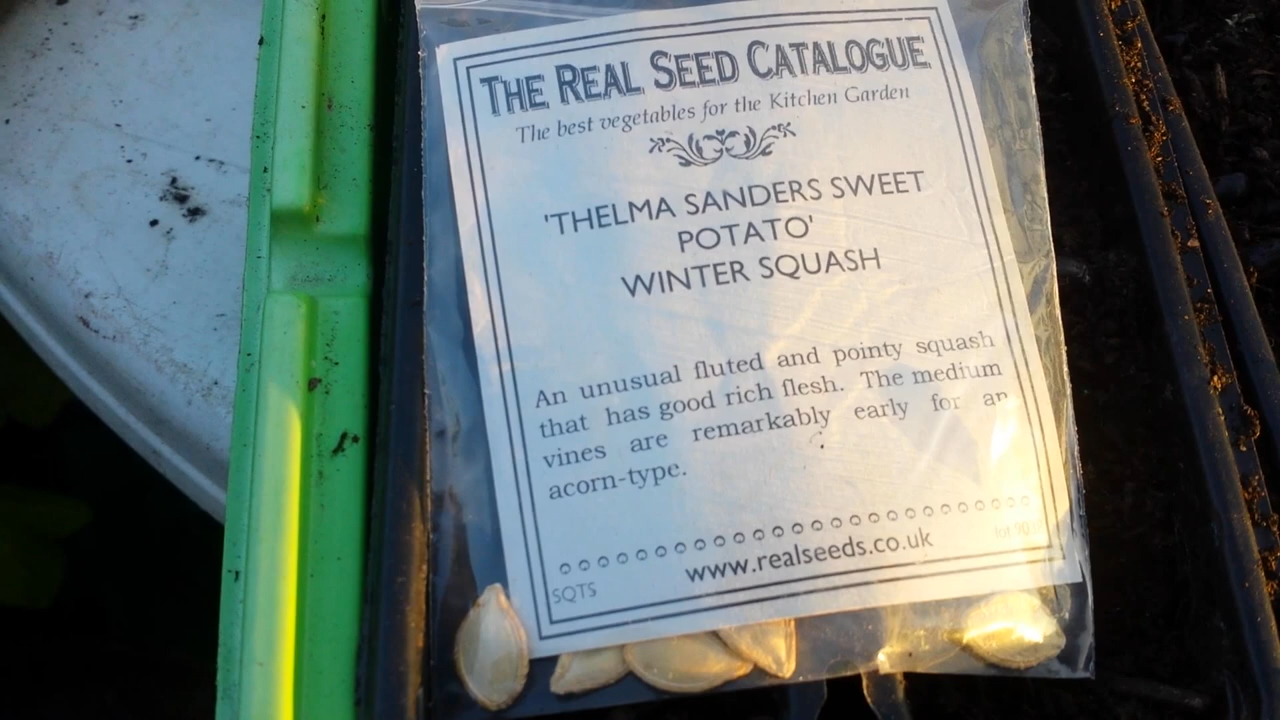 THE REAL SEED CATALOGUE
The best vegetables for the Kitchen Garden
'THELMA SANDERS SWEET
POTATO'
WINTER SQUASH
An unusual fluted and pointy squash
that has good rich flesh. The medium
vines are remarkably early for an
acorn-type.
www.realseeds.co.uk
SQTS
lot 90